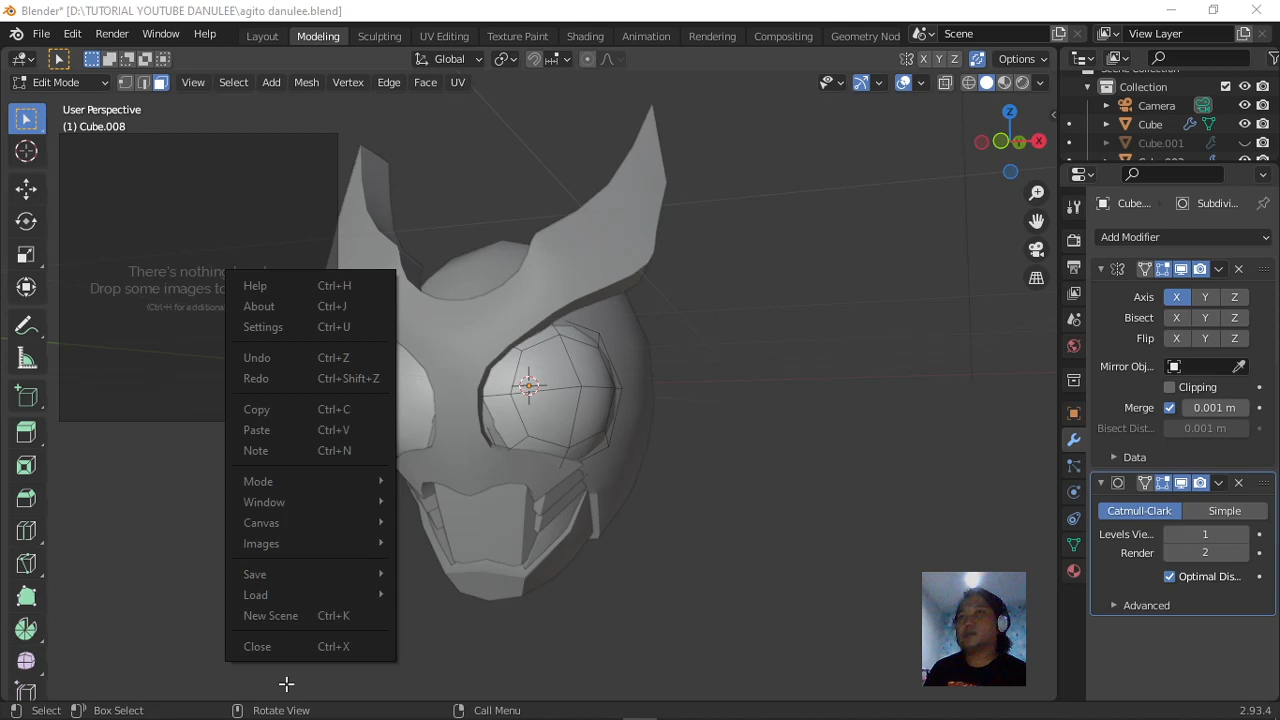 Blender* [D:\TUTORIAL YOUTUBE DANULEE\agito danulee.blend]
File Edit Render Window Help Layout Modeling Sculpting UV Editing Texture Paint Shading Animation Rendering Compositing Geometry Nod Scene View Layer
Global X Y Z Options
Edit Mode View Select Add Mesh Vertex Edge Face UV
User Perspective
(1) Cube.008
Z
X
Y
Collection
Camera
Cube
Cube.001
Cube.... Subdivi...
Add Modifier
Axis X Y Z
Bisect X Y Z
Flip X Y Z
Mirror Obj...
Clipping
Merge 0.001 m
Bisect Dist... 0.001 m
Data
Catmull-Clark Simple
Levels Vie... 1
Render 2
Optimal Dis...
Advanced
There's nothing
Drop some images to
(Ctrl+H for additional
Help Ctrl+H
About Ctrl+J
Settings Ctrl+U
Undo Ctrl+Z
Redo Ctrl+Shift+Z
Copy Ctrl+C
Paste Ctrl+V
Note Ctrl+N
Mode
Window
Canvas
Images
Save
Load
New Scene Ctrl+K
Close Ctrl+X
Select Box Select Rotate View Call Menu 2.93.4